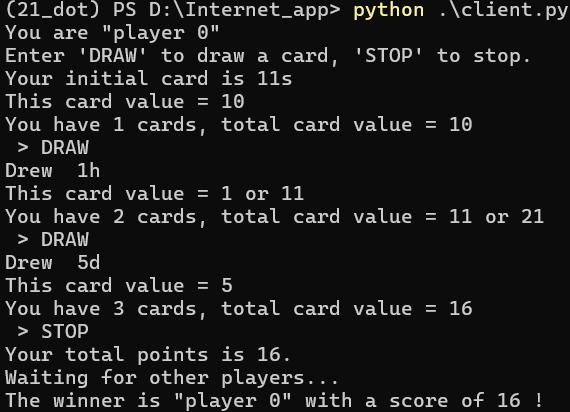 (21_dot) PS D:\Internet_app> python .\client.py
You are "player 0"
Enter 'DRAW' to draw a card, 'STOP' to stop.
Your initial card is 11s
This card value = 10
You have 1 cards, total card value = 10
 > DRAW
Drew  1h
This card value = 1 or 11
You have 2 cards, total card value = 11 or 21
 > DRAW
Drew  5d
This card value = 5
You have 3 cards, total card value = 16
 > STOP
Your total points is 16.
Waiting for other players...
The winner is "player 0" with a score of 16 !